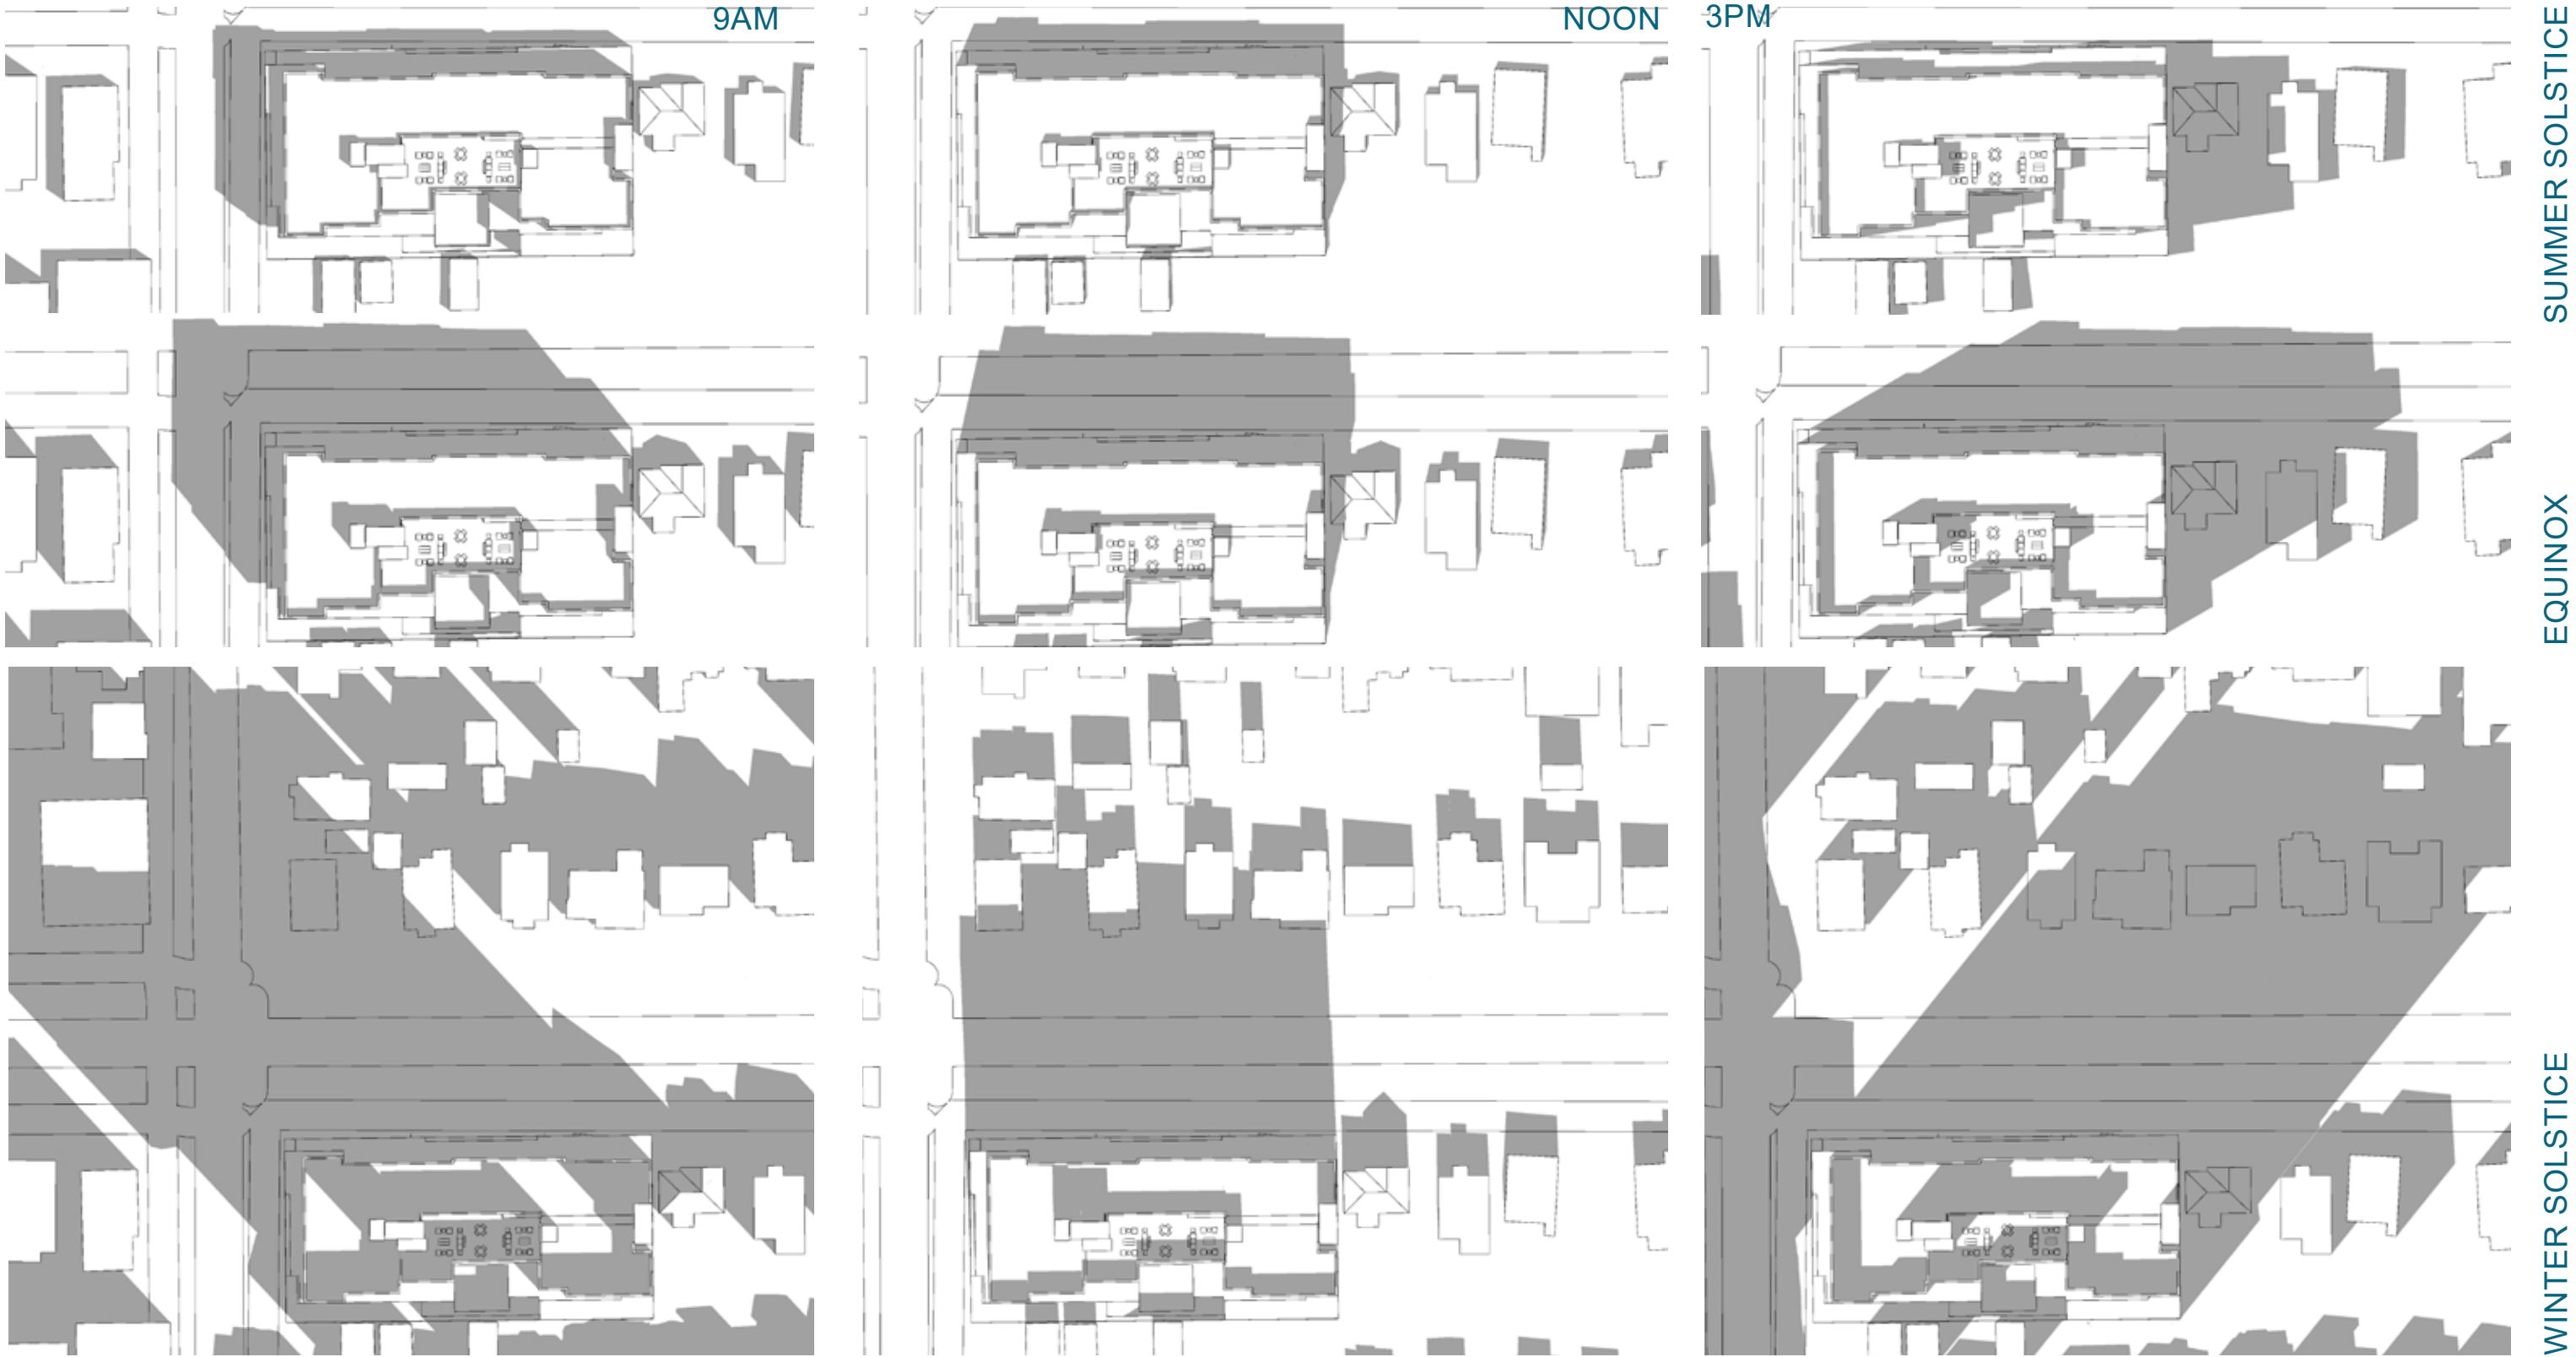 9AM
NOON
3PM
SUMMER SOLSTICE
EQUINOX
WINTER SOLSTICE